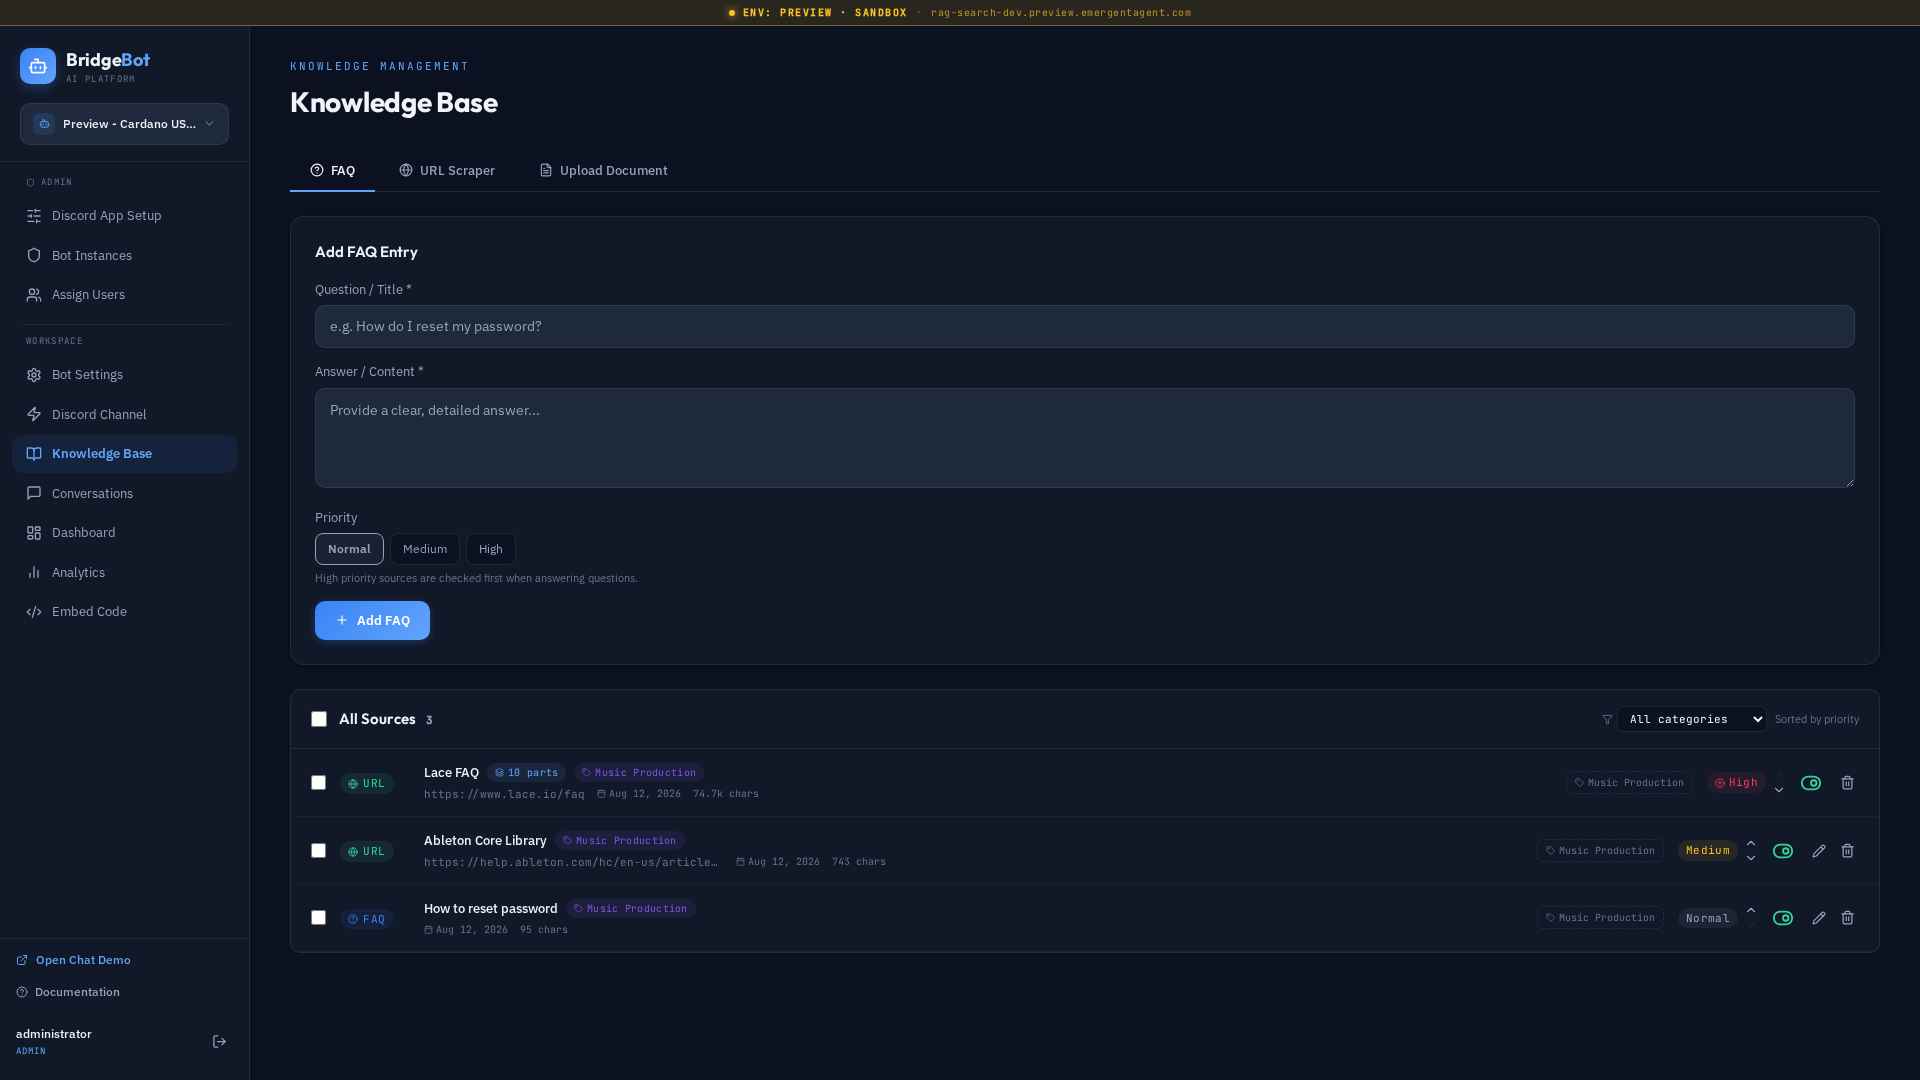 ENV: PREVIEW · SANDBOX · rag-search-dev.preview.emergentagent.com
BridgeBot
AI PLATFORM
Preview - Cardano US...
ADMIN
Discord App Setup
Bot Instances
Assign Users
WORKSPACE
Bot Settings
Discord Channel
Knowledge Base
Conversations
Dashboard
Analytics
Embed Code
Open Chat Demo
Documentation
administrator
ADMIN
KNOWLEDGE MANAGEMENT
Knowledge Base
FAQ URL Scraper Upload Document
Add FAQ Entry
Question / Title *
e.g. How do I reset my password?
Answer / Content *
Provide a clear, detailed answer...
Priority
Normal Medium High
High priority sources are checked first when answering questions.
Add FAQ
All Sources 3 All categories Sorted by priority
URL Lace FAQ 10 parts Music Production Music Production High
https://www.lace.io/faq Aug 12, 2026 74.7k chars
URL Ableton Core Library Music Production Music Production Medium
https://help.ableton.com/hc/en-us/article… Aug 12, 2026 743 chars
FAQ How to reset password Music Production Music Production Normal
Aug 12, 2026 95 chars